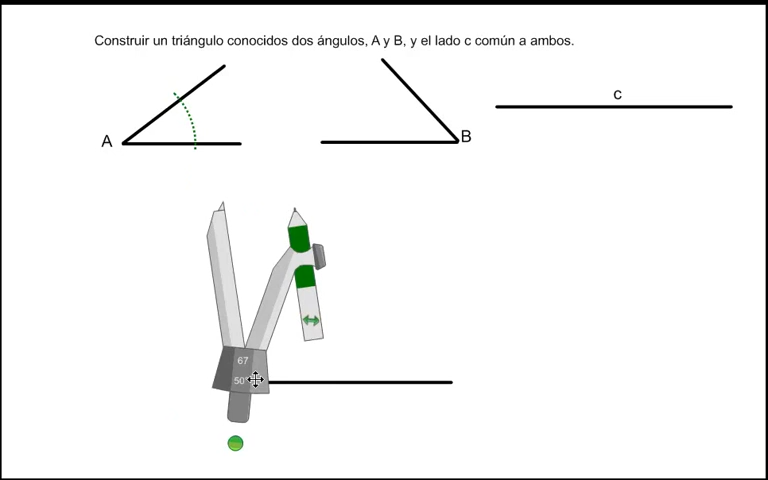 Construir un triángulo conocidos dos ángulos, A y B, y el lado c común a ambos.
c
A
B
67
50°